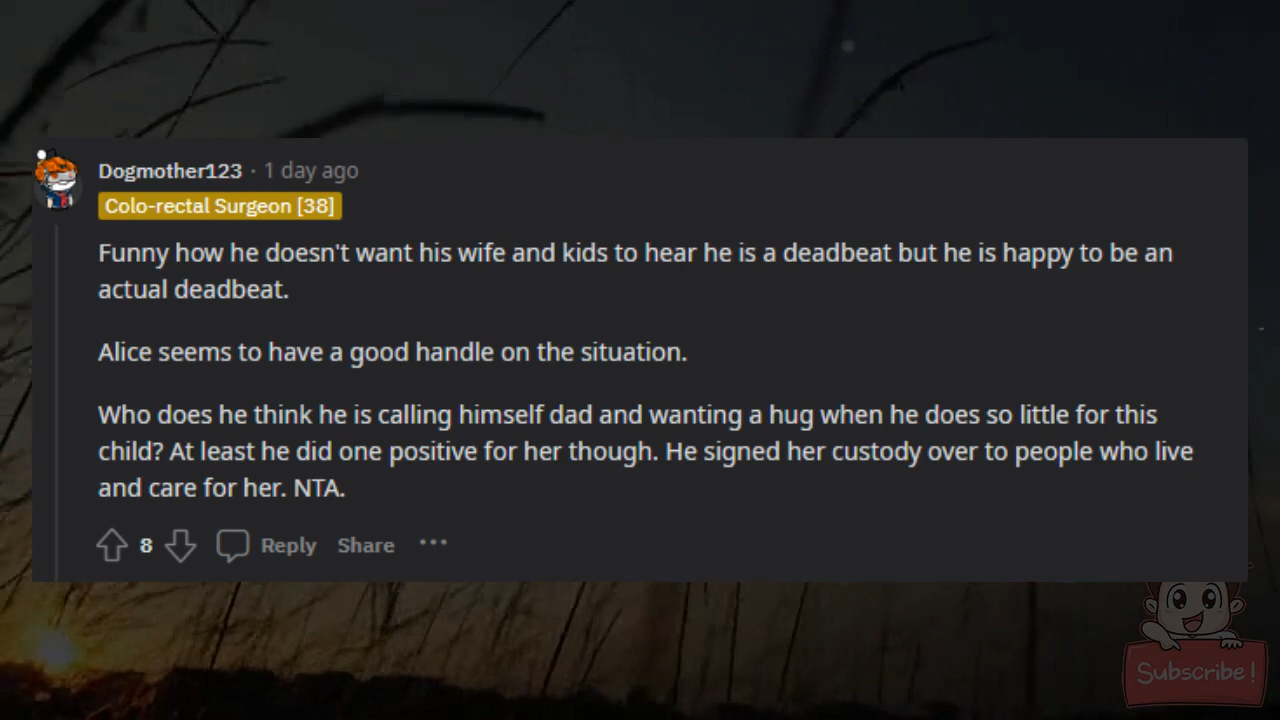 Dogmother123 · 1 day ago
Colo-rectal Surgeon [38]
Funny how he doesn't want his wife and kids to hear he is a deadbeat but he is happy to be an
actual deadbeat.
Alice seems to have a good handle on the situation.
Who does he think he is calling himself dad and wanting a hug when he does so little for this
child? At least he did one positive for her though. He signed her custody over to people who live
and care for her. NTA.
8 Reply Share ···
Subscribe!